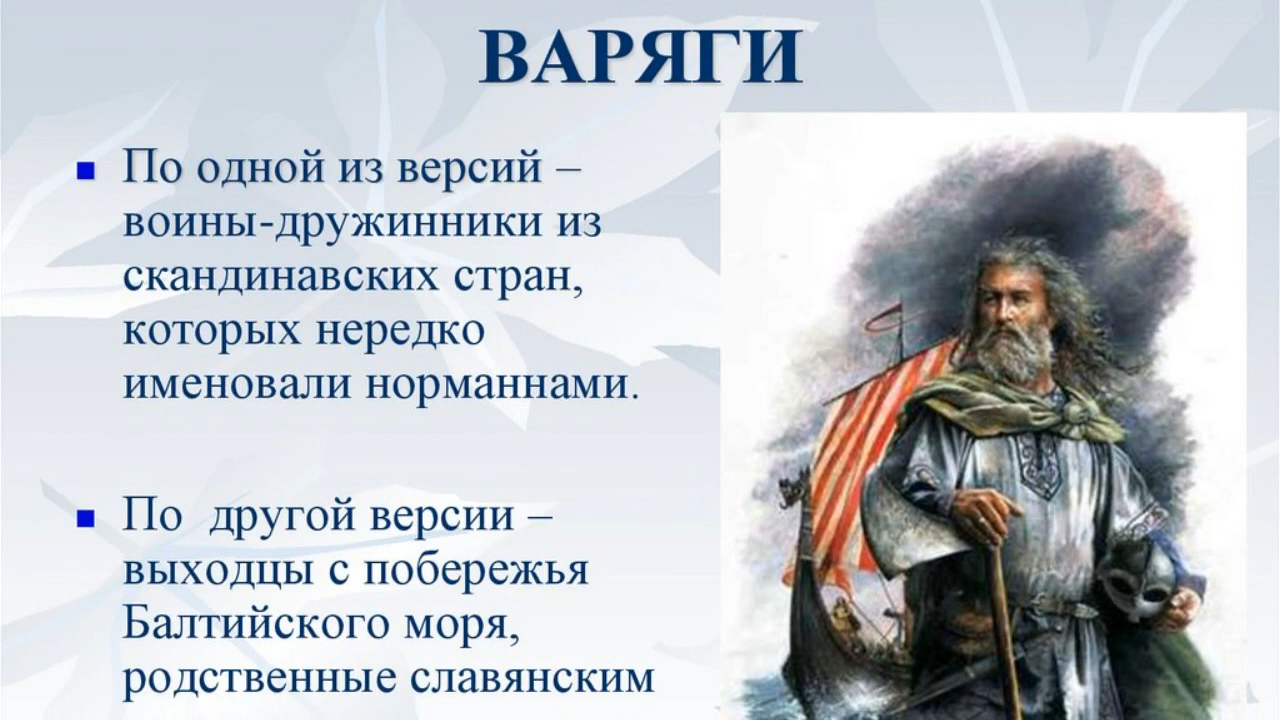 ВАРЯГИ
По одной из версий –
воины-дружинники из
скандинавских стран,
которых нередко
именовали норманнами.
По другой версии –
выходцы с побережья
Балтийского моря,
родственные славянским